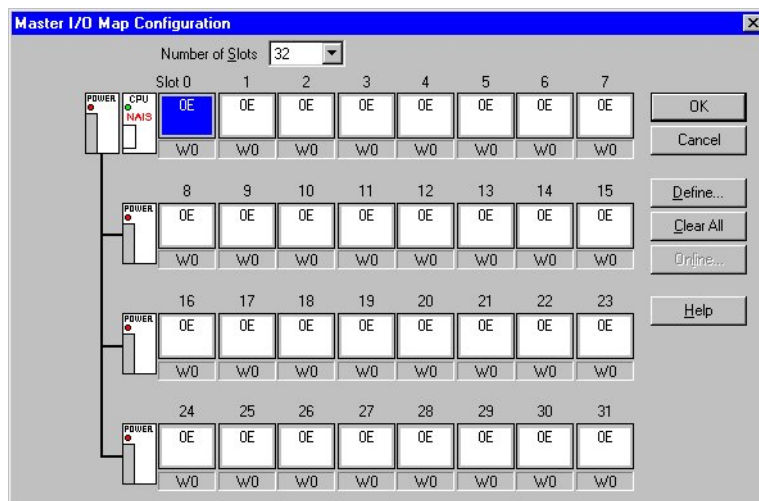 Master I/O Map Configuration
Number of Slots 32
Slot 0 1 2 3 4 5 6 7
POWER CPU NAIS 0E 0E 0E 0E 0E 0E 0E 0E OK
W0 W0 W0 W0 W0 W0 W0 W0 Cancel
8 9 10 11 12 13 14 15 Define...
POWER 0E 0E 0E 0E 0E 0E 0E 0E Clear All
W0 W0 W0 W0 W0 W0 W0 W0 Online...
16 17 18 19 20 21 22 23 Help
POWER 0E 0E 0E 0E 0E 0E 0E 0E
W0 W0 W0 W0 W0 W0 W0 W0
24 25 26 27 28 29 30 31
POWER 0E 0E 0E 0E 0E 0E 0E 0E
W0 W0 W0 W0 W0 W0 W0 W0